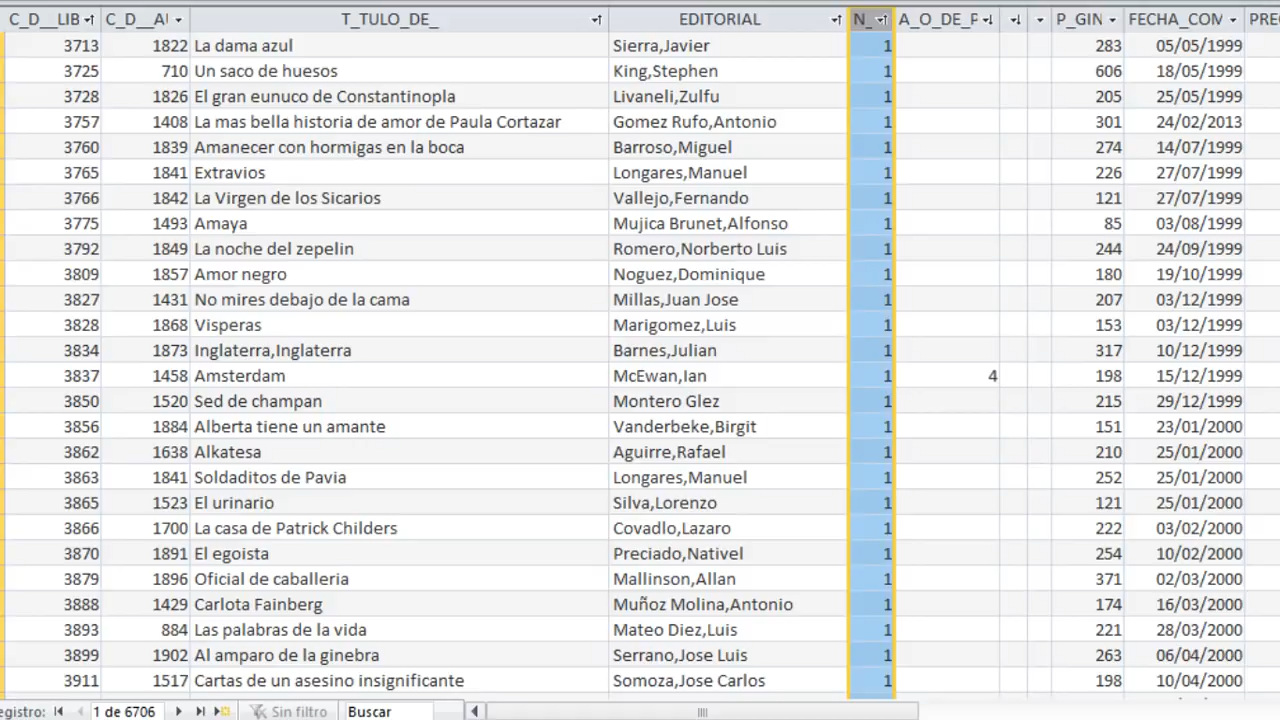 C_D__LIB C_D__AU T_TULO_DE_ EDITORIAL N_ A_O_DE_P P_GIN FECHA_COM PREC
3713 1822 La dama azul Sierra,Javier 1 283 05/05/1999
3725 710 Un saco de huesos King,Stephen 1 606 18/05/1999
3728 1826 El gran eunuco de Constantinopla Livaneli,Zulfu 1 205 25/05/1999
3757 1408 La mas bella historia de amor de Paula Cortazar Gomez Rufo,Antonio 1 301 24/02/2013
3760 1839 Amanecer con hormigas en la boca Barroso,Miguel 1 274 14/07/1999
3765 1841 Extravios Longares,Manuel 1 226 27/07/1999
3766 1842 La Virgen de los Sicarios Vallejo,Fernando 1 121 27/07/1999
3775 1493 Amaya Mujica Brunet,Alfonso 1 85 03/08/1999
3792 1849 La noche del zepelin Romero,Norberto Luis 1 244 24/09/1999
3809 1857 Amor negro Noguez,Dominique 1 180 19/10/1999
3827 1431 No mires debajo de la cama Millas,Juan Jose 1 207 03/12/1999
3828 1868 Visperas Marigomez,Luis 1 153 03/12/1999
3834 1873 Inglaterra,Inglaterra Barnes,Julian 1 317 10/12/1999
3837 1458 Amsterdam McEwan,Ian 1 4 198 15/12/1999
3850 1520 Sed de champan Montero Glez 1 215 29/12/1999
3856 1884 Alberta tiene un amante Vanderbeke,Birgit 1 151 23/01/2000
3862 1638 Alkatesa Aguirre,Rafael 1 210 25/01/2000
3863 1841 Soldaditos de Pavia Longares,Manuel 1 252 25/01/2000
3865 1523 El urinario Silva,Lorenzo 1 121 25/01/2000
3866 1700 La casa de Patrick Childers Covadlo,Lazaro 1 222 03/02/2000
3870 1891 El egoista Preciado,Nativel 1 254 10/02/2000
3879 1896 Oficial de caballeria Mallinson,Allan 1 371 02/03/2000
3888 1429 Carlota Fainberg Muñoz Molina,Antonio 1 174 16/03/2000
3893 884 Las palabras de la vida Mateo Diez,Luis 1 221 28/03/2000
3899 1902 Al amparo de la ginebra Serrano,Jose Luis 1 263 06/04/2000
3911 1517 Cartas de un asesino insignificante Somoza,Jose Carlos 1 198 10/04/2000
egistro: 1 de 6706 Sin filtro Buscar